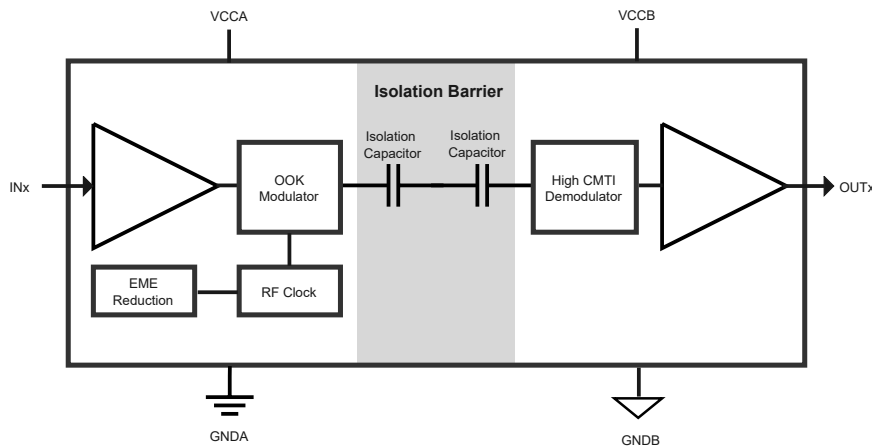 VCCA
VCCB
Isolation Barrier
Isolation
Capacitor
Isolation
Capacitor
INx
OOK
Modulator
High CMTI
Demodulator
OUTx
EME
Reduction
RF Clock
GNDA
GNDB